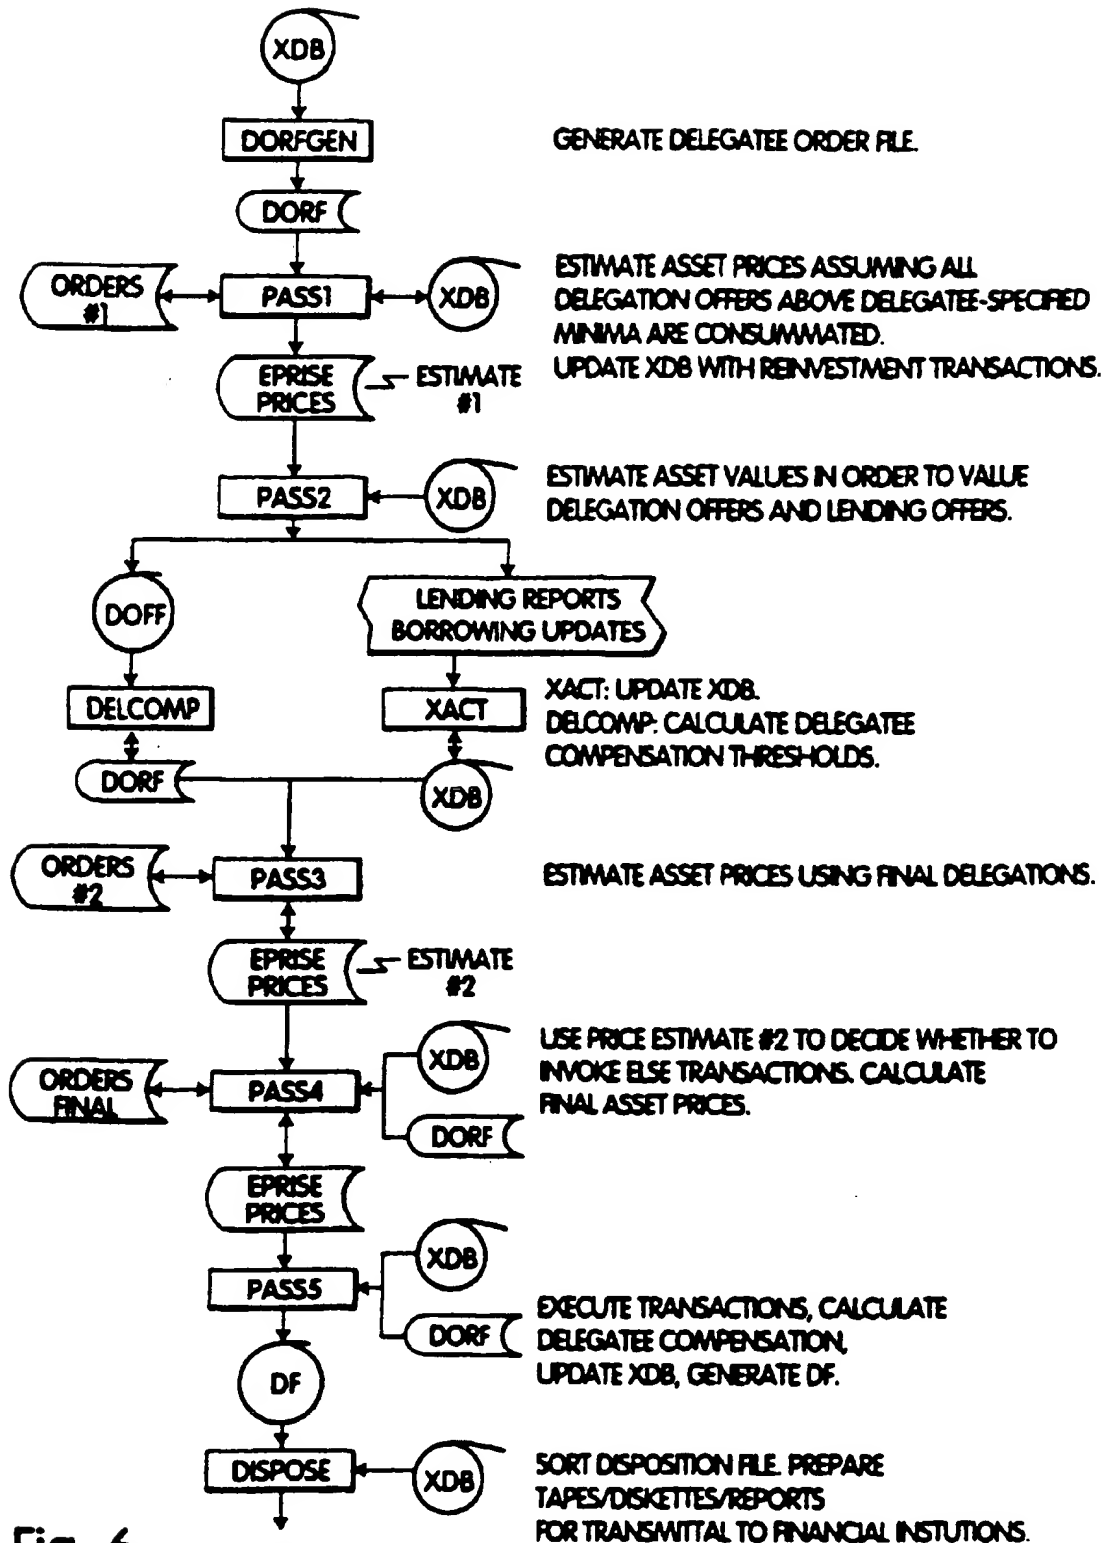 XDB
DORFGEN
GENERATE DELEGATEE ORDER FILE.
DORF
ORDERS
#1
PASS1
XDB
ESTIMATE ASSET PRICES ASSUMING ALL
DELEGATION OFFERS ABOVE DELEGATEE-SPECIFIED
MINIMA ARE CONSUMMATED.
UPDATE XDB WITH REINVESTMENT TRANSACTIONS.
EPRISE
PRICES
ESTIMATE
#1
PASS2
XDB
ESTIMATE ASSET VALUES IN ORDER TO VALUE
DELEGATION OFFERS AND LENDING OFFERS.
DOFF
LENDING REPORTS
BORROWING UPDATES
DELCOMP
XACT
XACT: UPDATE XDB.
DELCOMP: CALCULATE DELEGATEE
COMPENSATION THRESHOLDS.
DORF
XDB
ORDERS
#2
PASS3
ESTIMATE ASSET PRICES USING FINAL DELEGATIONS.
EPRISE
PRICES
ESTIMATE
#2
ORDERS
FINAL
PASS4
XDB
DORF
USE PRICE ESTIMATE #2 TO DECIDE WHETHER TO
INVOKE ELSE TRANSACTIONS. CALCULATE
FINAL ASSET PRICES.
EPRISE
PRICES
PASS5
XDB
DORF
EXECUTE TRANSACTIONS, CALCULATE
DELEGATEE COMPENSATION,
UPDATE XDB, GENERATE DF.
DF
DISPOSE
XDB
SORT DISPOSITION FILE. PREPARE
TAPES/DISKETTES/REPORTS
FOR TRANSMITTAL TO FINANCIAL INSTUTIONS.
Fig. 6